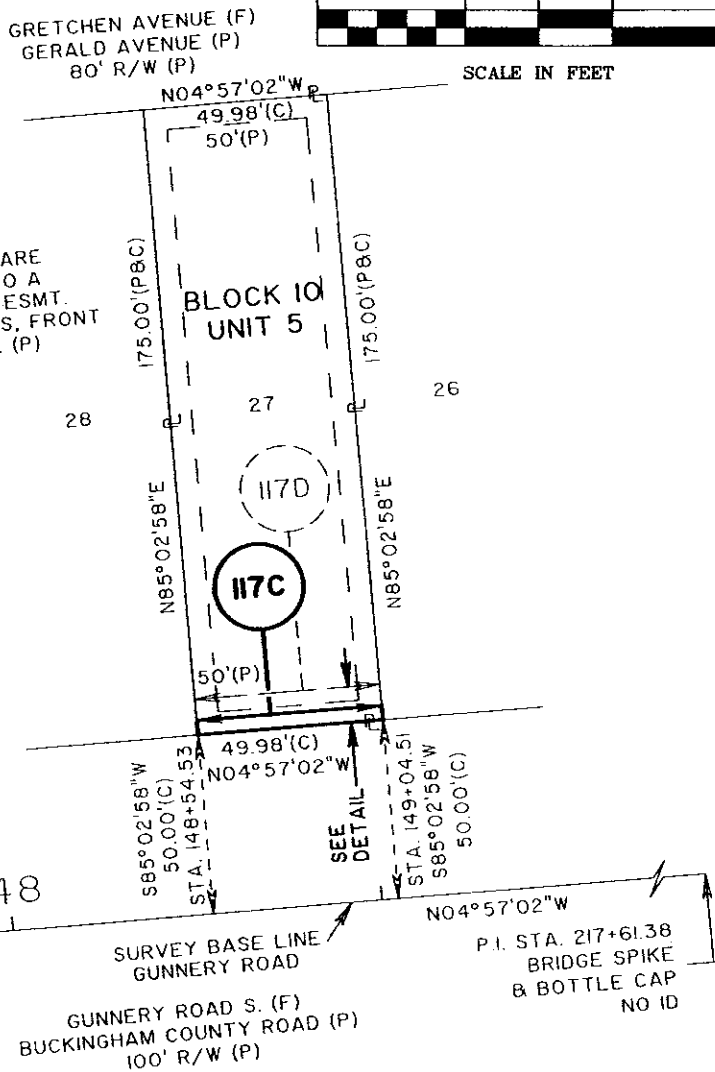 GRETCHEN AVENUE (F)
GERALD AVENUE (P)
80' R/W (P)
SCALE IN FEET
N04°57'02"W
49.98'(C)
50'(P)
ARE
O A
ESMT.
S, FRONT
(P)
175.00'(P&C)
BLOCK 10
UNIT 5
175.00'(P&C)
28
27
26
117D
N85°02'58"E
N85°02'58"E
117C
50'(P)
49.98'(C)
N04°57'02"W
S85°02'58"W
50.00'(C)
STA. 148+54.53
SEE
DETAIL
STA. 149+04.51
S85°02'58"W
50.00'(C)
48
N04°57'02"W
SURVEY BASE LINE
GUNNERY ROAD
P.I. STA. 217+61.38
BRIDGE SPIKE
& BOTTLE CAP
NO ID
GUNNERY ROAD S. (F)
BUCKINGHAM COUNTY ROAD (P)
100' R/W (P)